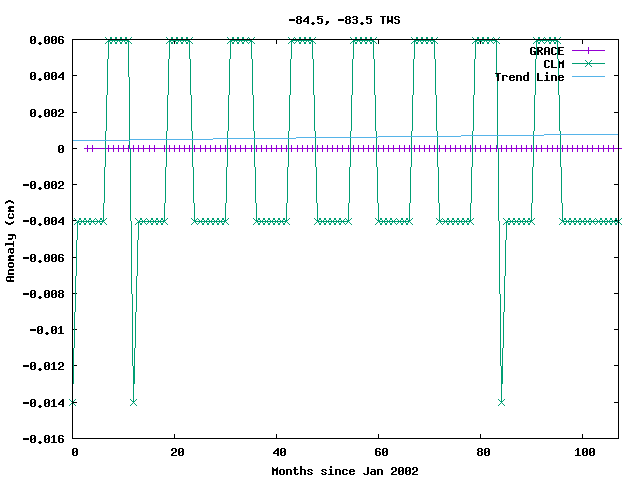 -84.5, -83.5 TWS
GRACE
CLM
Trend Line
0.006
0.004
0.002
0
-0.002
-0.004
-0.006
-0.008
-0.01
-0.012
-0.014
-0.016
Anomaly (cm)
0 20 40 60 80 100
Months since Jan 2002